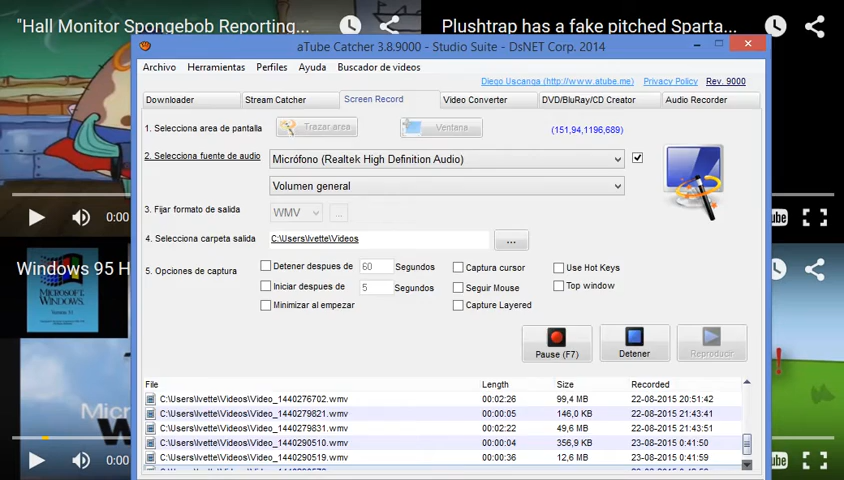 "Hall Monitor Spongebob Reporting...
Plushtrap has a fake pitched Sparta...
aTube Catcher 3.8.9000 - Studio Suite - DsNET Corp. 2014
Archivo Herramientas Perfiles Ayuda Buscador de videos
Diego Uscanga (http://www.atube.me) Privacy Policy Rev. 9000
Downloader Stream Catcher Screen Record Video Converter DVD/BluRay/CD Creator Audio Recorder
1. Selecciona area de pantalla Trazar area Ventana (151,94,1196,689)
2. Selecciona fuente de audio Micrófono (Realtek High Definition Audio)
Volumen general
3. Fijar formato de salida WMV ...
0:00
4. Selecciona carpeta salida C:\Users\Ivette\Videos ...
Windows 95 H
5. Opciones de captura
Detener despues de 60 Segundos Captura cursor Use Hot Keys
Iniciar despues de 5 Segundos Seguir Mouse Top window
Minimizar al empezar Capture Layered
MICROSOFT
WINDOWS
Pause (F7) Detener Reproducir
File Length Size Recorded
C:\Users\Ivette\Videos\Video_1440276702.wmv 00:02:26 99,4 MB 22-08-2015 20:51:42
C:\Users\Ivette\Videos\Video_1440279821.wmv 00:00:05 146,0 KB 22-08-2015 21:43:41
C:\Users\Ivette\Videos\Video_1440279831.wmv 00:02:22 49,6 MB 22-08-2015 21:43:51
C:\Users\Ivette\Videos\Video_1440290510.wmv 00:00:04 356,9 KB 23-08-2015 0:41:50
C:\Users\Ivette\Videos\Video_1440290519.wmv 00:00:36 12,6 MB 23-08-2015 0:41:59
0:00